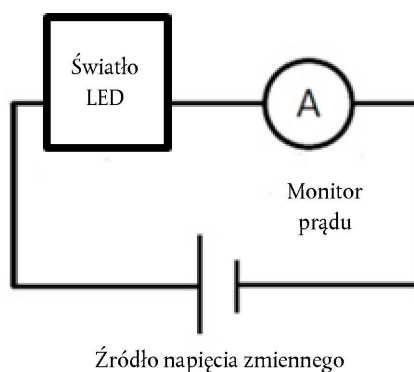 Światło
LED
A
Monitor
prądu
Źródło napięcia zmiennego